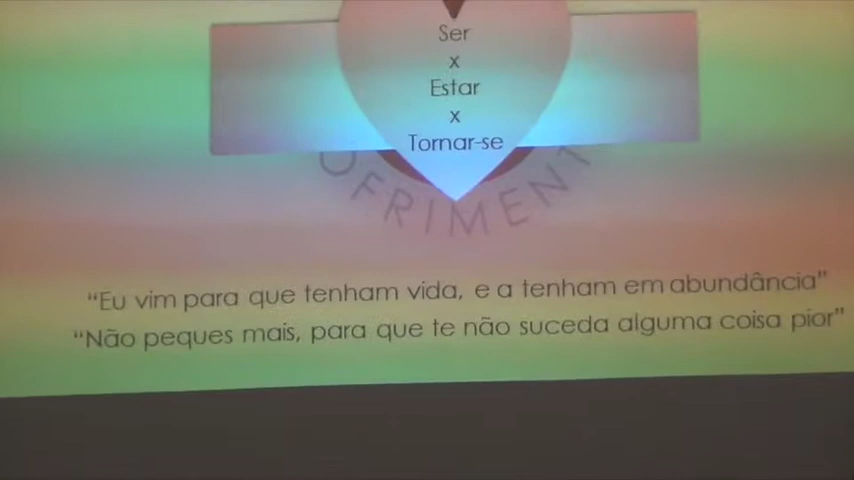 Ser
x
Estar
x
Tornar-se
OFRIMENT
“Eu vim para que tenham vida, e a tenham em abundância”
“Não peques mais, para que te não suceda alguma coisa pior”